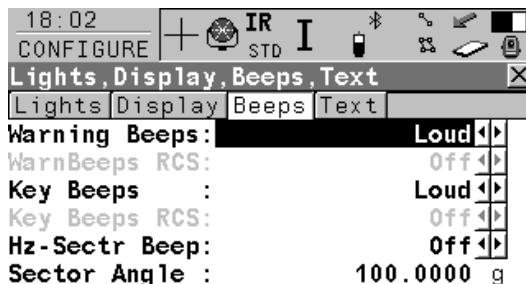 18:02
IR
STD
I
CONFIGURE
Lights,Display,Beeps,Text
Lights Display Beeps Text
Warning Beeps: Loud
WarnBeeps RCS: Off
Key Beeps : Loud
Key Beeps RCS: Off
Hz-Sectr Beep: Off
Sector Angle : 100.0000 g